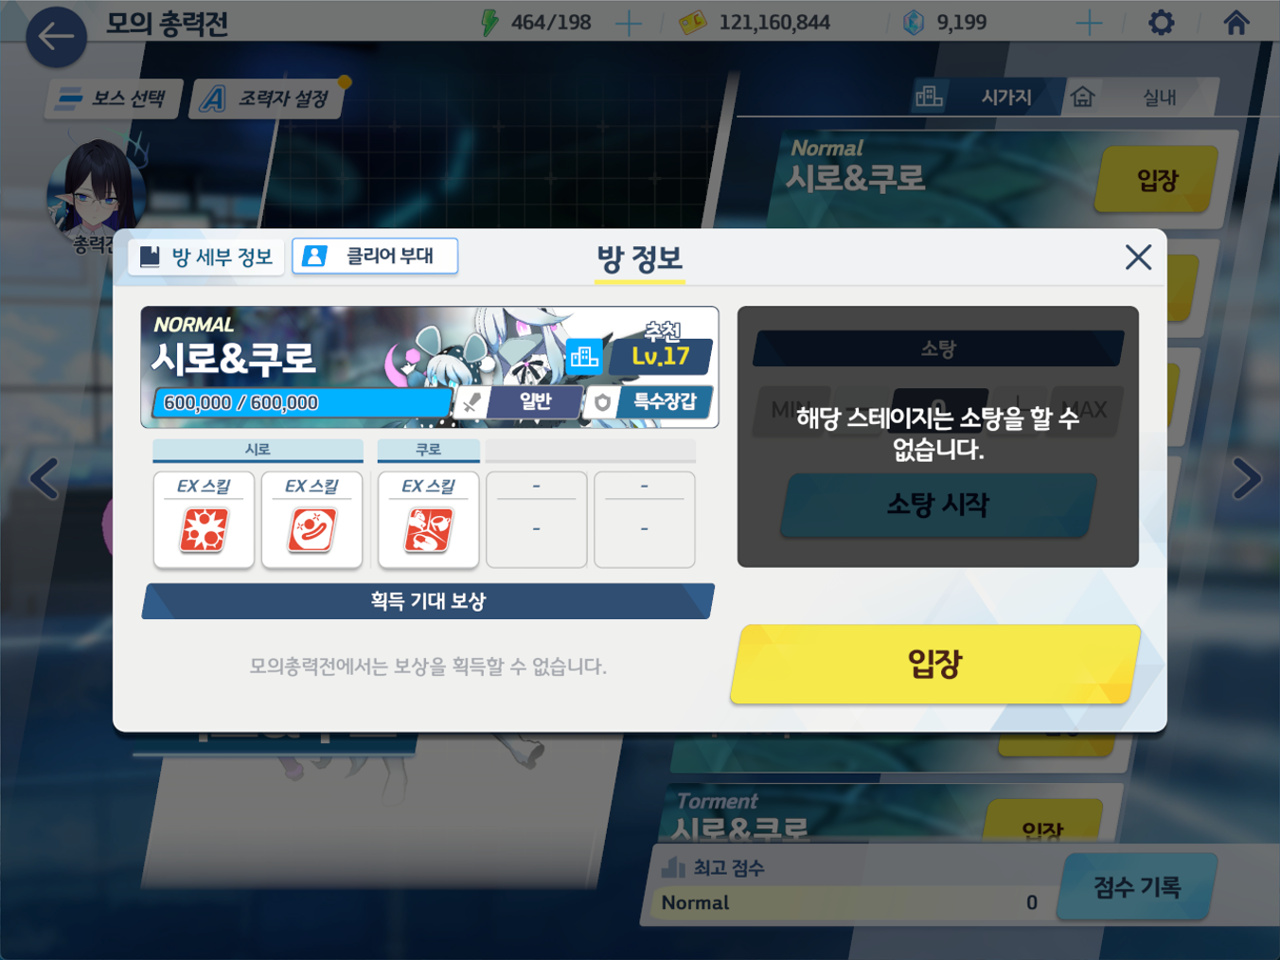 모의 총력전
464/198
121,160,844
9,199
보스 선택
조력자 설정
시가지
실내
Normal
시로&쿠로
입장
방 세부 정보
클리어 부대
방 정보
NORMAL
시로&쿠로
추천
Lv.17
600,000 / 600,000
일반
특수장갑
소탕
해당 스테이지는 소탕을 할 수
없습니다.
소탕 시작
시로
쿠로
EX 스킬
EX 스킬
EX 스킬
-
-
-
-
획득 기대 보상
모의총력전에서는 보상을 획득할 수 없습니다.
입장
Torment
시로&쿠로
입장
최고 점수
Normal
0
점수 기록